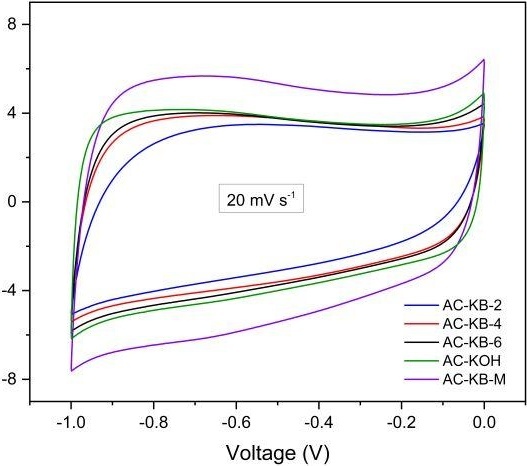 8
4
0
-4
-8
20 mV s⁻¹
AC-KB-2
AC-KB-4
AC-KB-6
AC-KOH
AC-KB-M
-1.0 -0.8 -0.6 -0.4 -0.2 0.0
Voltage (V)